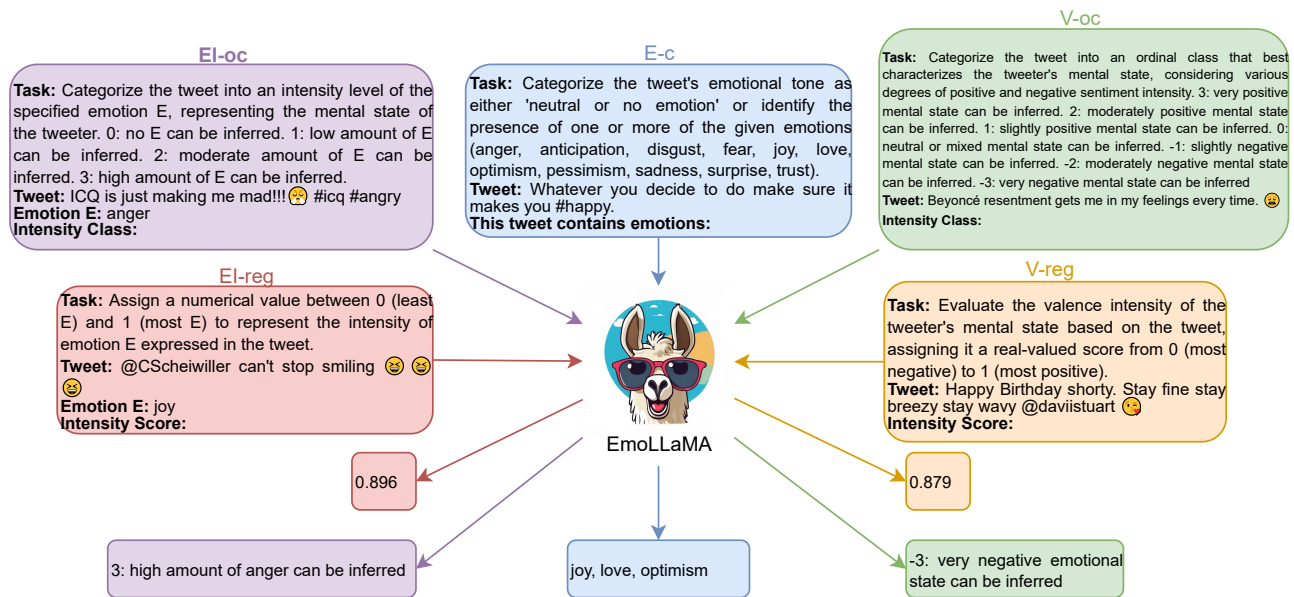 EI-oc
Task: Categorize the tweet into an intensity level of the
specified emotion E, representing the mental state of
the tweeter. 0: no E can be inferred. 1: low amount of E
can be inferred. 2: moderate amount of E can be
inferred. 3: high amount of E can be inferred.
Tweet: ICQ is just making me mad!!!😤 #icq #angry
Emotion E: anger
Intensity Class:
E-c
Task: Categorize the tweet's emotional tone as
either 'neutral or no emotion' or identify the
presence of one or more of the given emotions
(anger, anticipation, disgust, fear, joy, love,
optimism, pessimism, sadness, surprise, trust).
Tweet: Whatever you decide to do make sure it
makes you #happy.
This tweet contains emotions:
V-oc
Task: Categorize the tweet into an ordinal class that best
characterizes the tweeter's mental state, considering various
degrees of positive and negative sentiment intensity. 3: very positive
mental state can be inferred. 2: moderately positive mental state
can be inferred. 1: slightly positive mental state can be inferred. 0:
neutral or mixed mental state can be inferred. -1: slightly negative
mental state can be inferred. -2: moderately negative mental state
can be inferred. -3: very negative mental state can be inferred
Tweet: Beyoncé resentment gets me in my feelings every time. 😩
Intensity Class:
EI-reg
Task: Assign a numerical value between 0 (least
E) and 1 (most E) to represent the intensity of
emotion E expressed in the tweet.
Tweet: @CScheiwiller can't stop smiling 😆 😆
😆
Emotion E: joy
Intensity Score:
V-reg
Task: Evaluate the valence intensity of the
tweeter's mental state based on the tweet,
assigning it a real-valued score from 0 (most
negative) to 1 (most positive).
Tweet: Happy Birthday shorty. Stay fine stay
breezy stay wavy @daviistuart 😘
Intensity Score:
EmoLLaMA
0.896
0.879
3: high amount of anger can be inferred
joy, love, optimism
-3: very negative emotional
state can be inferred